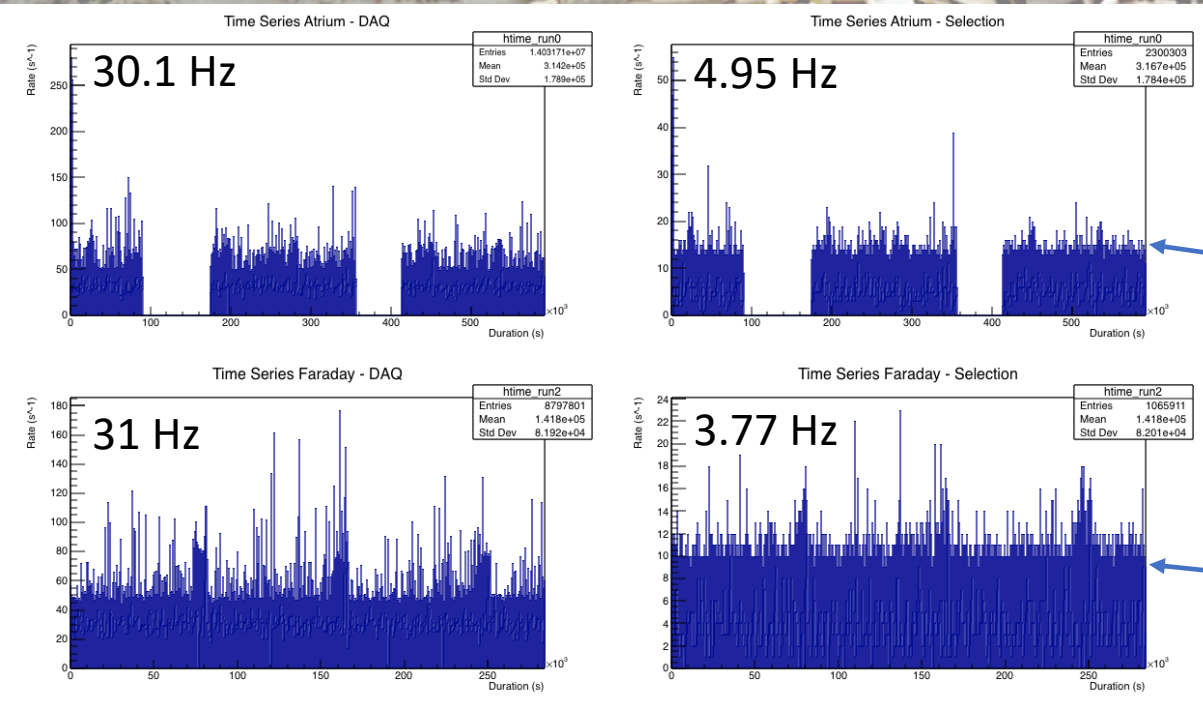 Time Series Atrium - DAQ
htime_run0
Entries 1.403171e+07
Mean 3.142e+05
Std Dev 1.789e+05
30.1 Hz
Rate (s^-1)
250
200
150
100
50
0
0 100 200 300 400 500
×10³
Duration (s)
Time Series Atrium - Selection
htime_run0
Entries 2300303
Mean 3.167e+05
Std Dev 1.784e+05
4.95 Hz
Rate (s^-1)
50
40
30
20
10
0
0 100 200 300 400 500
×10³
Duration (s)
Time Series Faraday - DAQ
htime_run2
Entries 8797801
Mean 1.418e+05
Std Dev 8.192e+04
31 Hz
Rate (s^-1)
180
160
140
120
100
80
60
40
20
0
0 50 100 150 200 250
×10³
Duration (s)
Time Series Faraday - Selection
htime_run2
Entries 1065911
Mean 1.418e+05
Std Dev 8.201e+04
3.77 Hz
Rate (s^-1)
24
22
20
18
16
14
12
10
8
6
4
2
0
0 50 100 150 200 250
×10³
Duration (s)